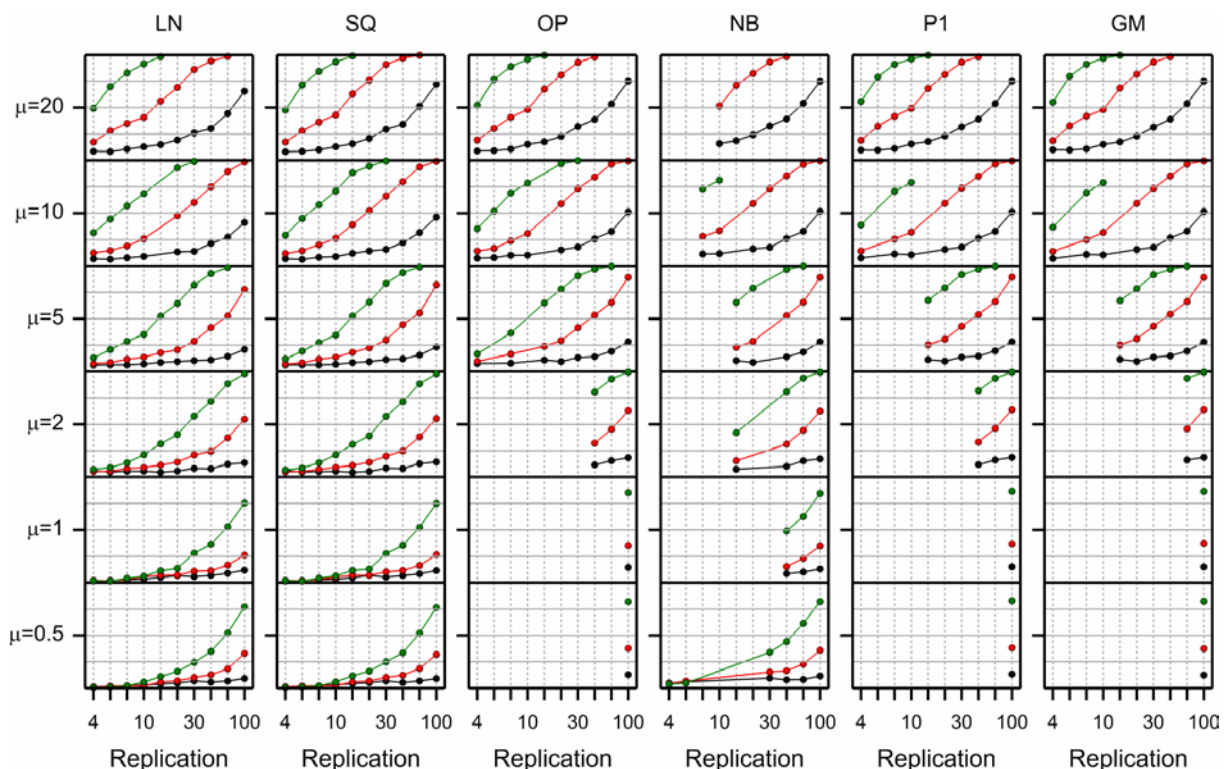 LN SQ OP NB P1 GM
μ=20
μ=10
μ=5
μ=2
μ=1
μ=0.5
4 10 30 100 4 10 30 100 4 10 30 100 4 10 30 100 4 10 30 100 4 10 30 100
Replication Replication Replication Replication Replication Replication